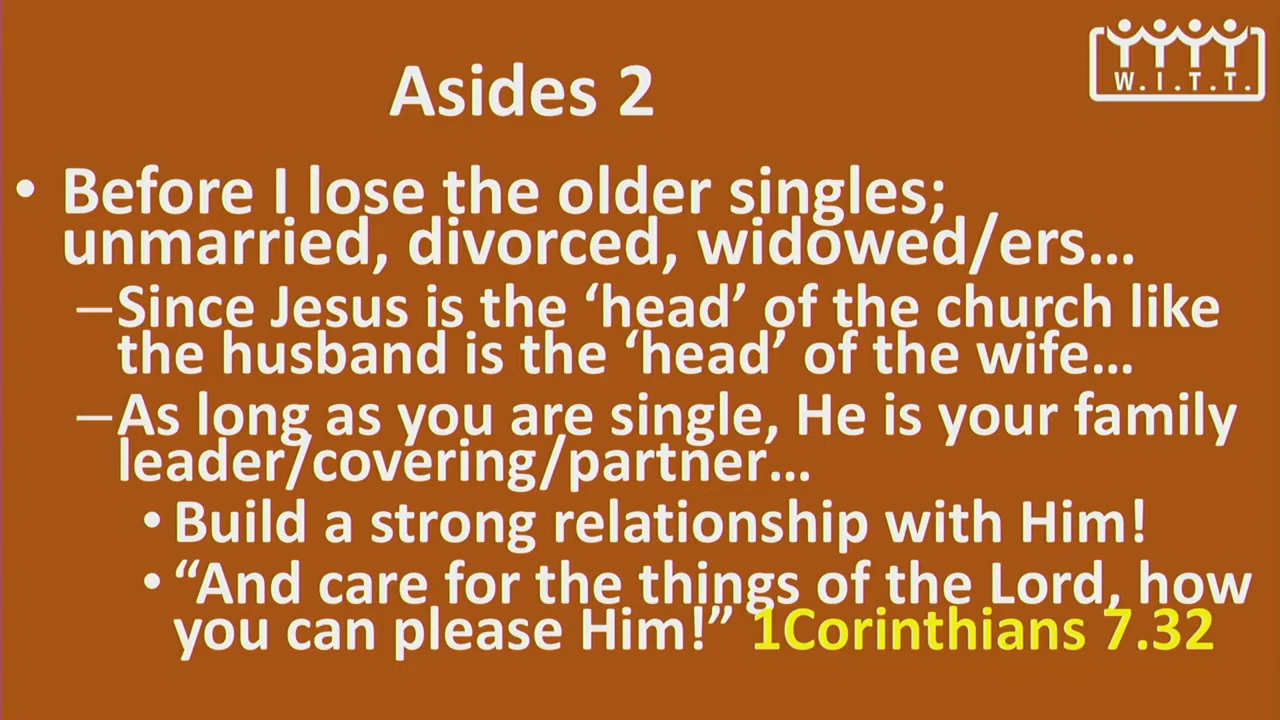 W.I.T.T.
Asides 2
• Before I lose the older singles;
unmarried, divorced, widowed/ers...
–Since Jesus is the ‘head’ of the church like
the husband is the ‘head’ of the wife...
–As long as you are single, He is your family
leader/covering/partner...
• Build a strong relationship with Him!
• “And care for the things of the Lord, how
you can please Him!” 1Corinthians 7.32